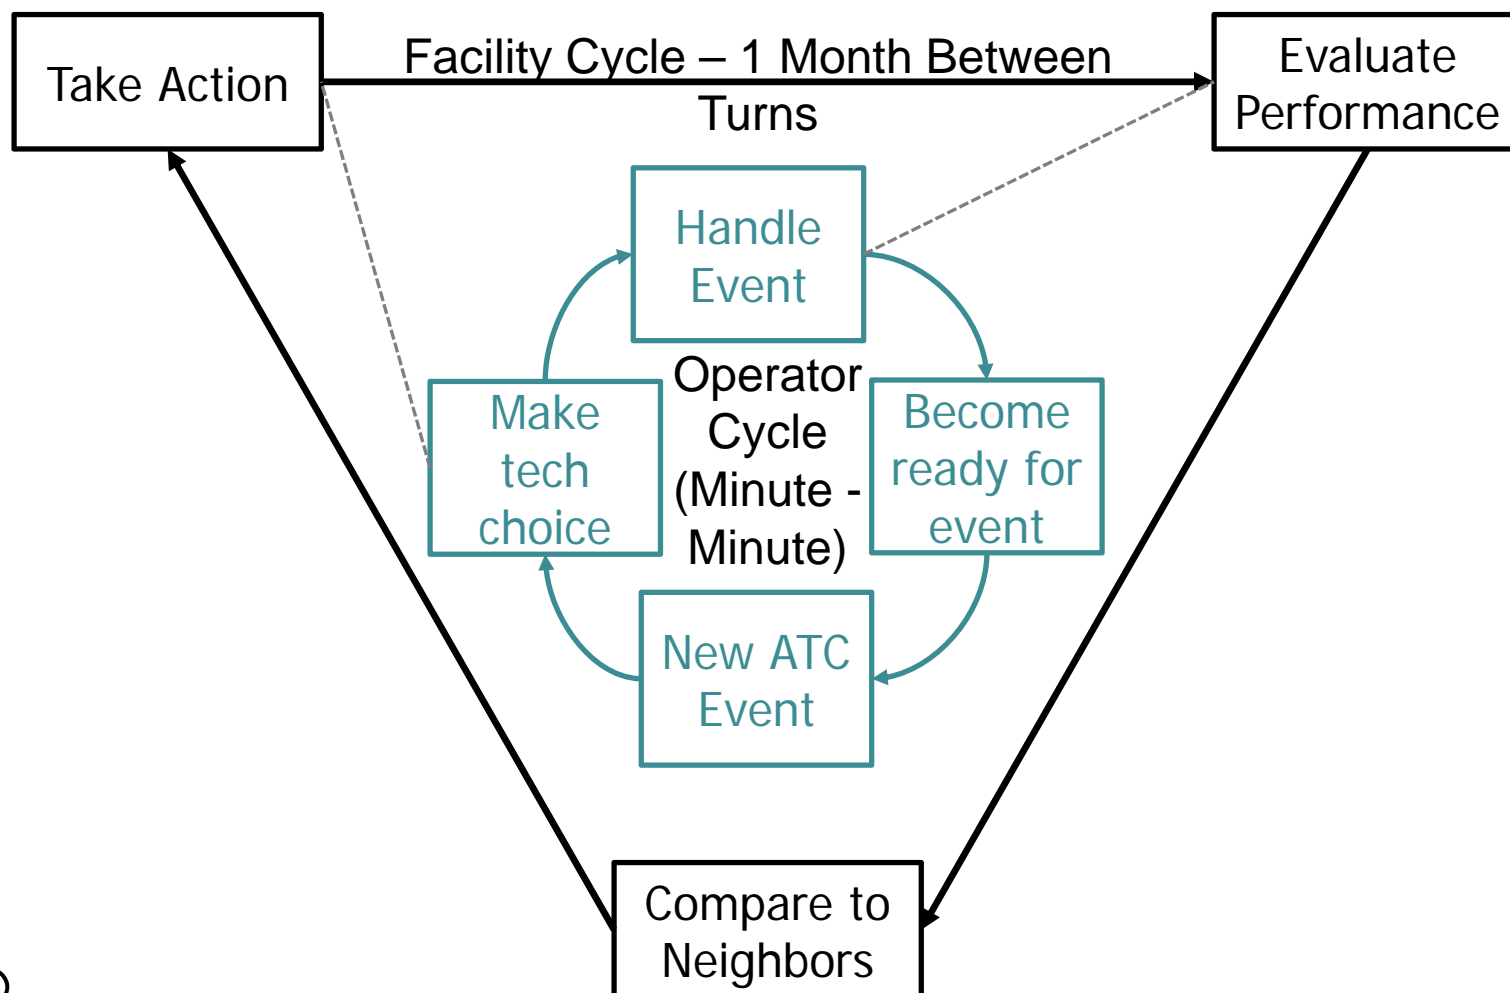 Take Action
Facility Cycle – 1 Month Between
Turns
Evaluate
Performance
Handle
Event
Operator
Cycle
(Minute -
Minute)
Make
tech
choice
Become
ready for
event
New ATC
Event
Compare to
Neighbors